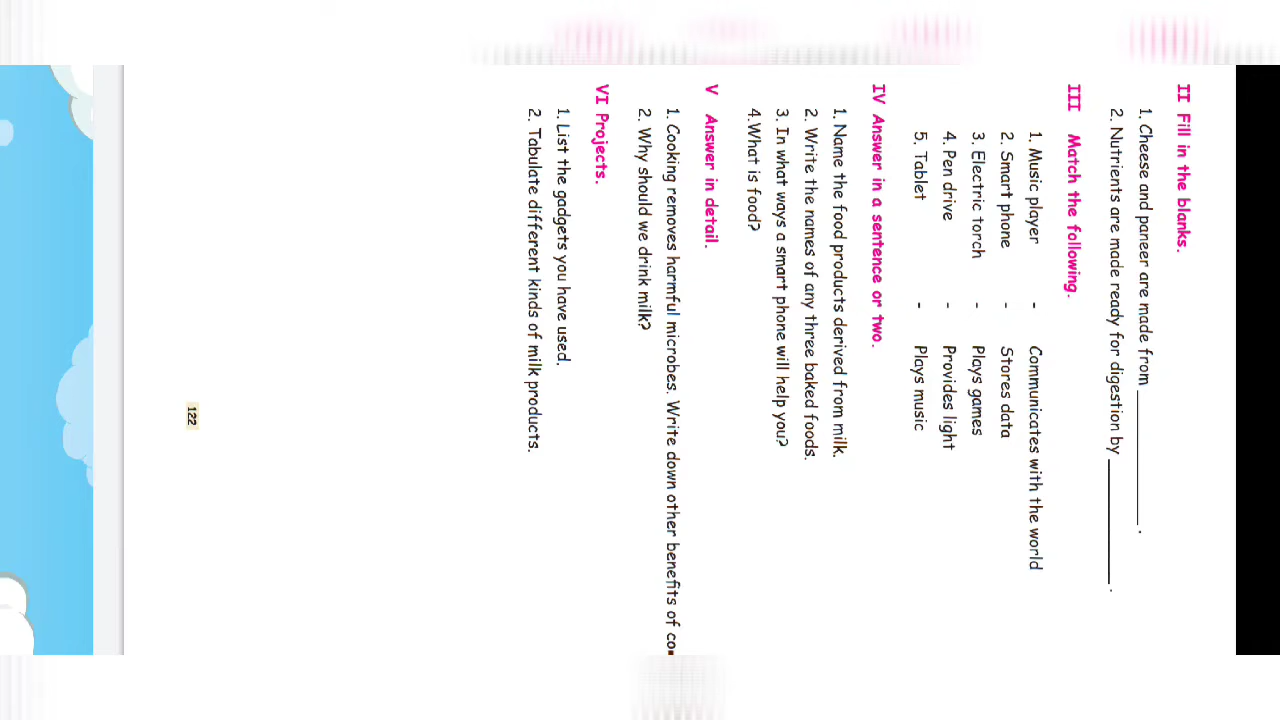 II Fill in the blanks.
1. Cheese and paneer are made from ____________ .
2. Nutrients are made ready for digestion by ____________ .
III Match the following.
1. Music player - Communicates with the world
2. Smart phone - Stores data
3. Electric torch - Plays games
4. Pen drive - Provides light
5. Tablet - Plays music
IV Answer in a sentence or two.
1. Name the food products derived from milk.
2. Write the names of any three baked foods.
3. In what ways a smart phone will help you?
4.What is food?
V Answer in detail.
1. Cooking removes harmful microbes. Write down other benefits of
2. Why should we drink milk?
VI Projects.
1. List the gadgets you have used.
2. Tabulate different kinds of milk products.
122